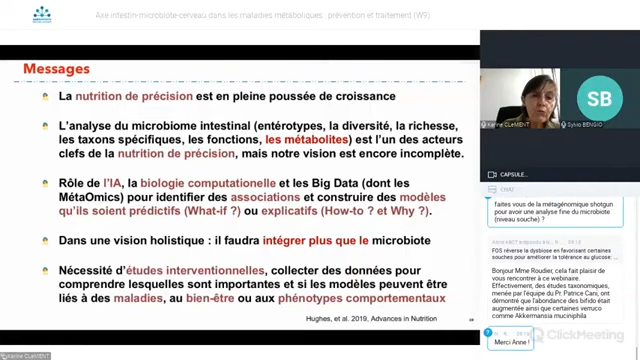 Axe intestin-microbiote-cerveau dans les maladies métaboliques : prévention et traitement (W9)
Messages
La nutrition de précision est en pleine poussée de croissance
L'analyse du microbiome intestinal (entérotypes, la diversité, la richesse,
les taxons spécifiques, les fonctions, les métabolites) est l'un des acteurs
clefs de la nutrition de précision, mais notre vision est encore incomplète.
Rôle de l'IA, la biologie computationelle et les Big Data (dont les
MétaOmics) pour identifier des associations et construire des modèles
qu'ils soient prédictifs (What-if ?) ou explicatifs (How-to ? et Why ?).
Dans une vision holistique : il faudra intégrer plus que le microbiote
Nécessité d'études interventionnelles, collecter des données pour
comprendre lesquelles sont importantes et si les modèles peuvent être
liés à des maladies, au bien-être ou aux phénotypes comportementaux
Hughes, et al. 2019, Advances in Nutrition
Karine CLeMENT
SB
Karine CLeMENT
Sylvie BENGIO
CAPSULE...
CHAT
faites vous de la métagénomique shotgun
pour avoir une analyse fine du microbiote
(niveau souche) ?
FOS réverse la dysbiose en favorisant certaines
souches pour améliorer la tolérance au glucose: ...
Bonjour Mme Roudier, cela fait plaisir de
vous rencontrer à ce webinaire.
Effectivement, des études taxonomiques,
menée par l'équipe du Pr. Patrice Cani, ont
démontré que l'abondance des bifido était
augmentée ainsi que certaines verruco
comme Akkermansia muciniphila
Merci Anne !
ClickMeeting